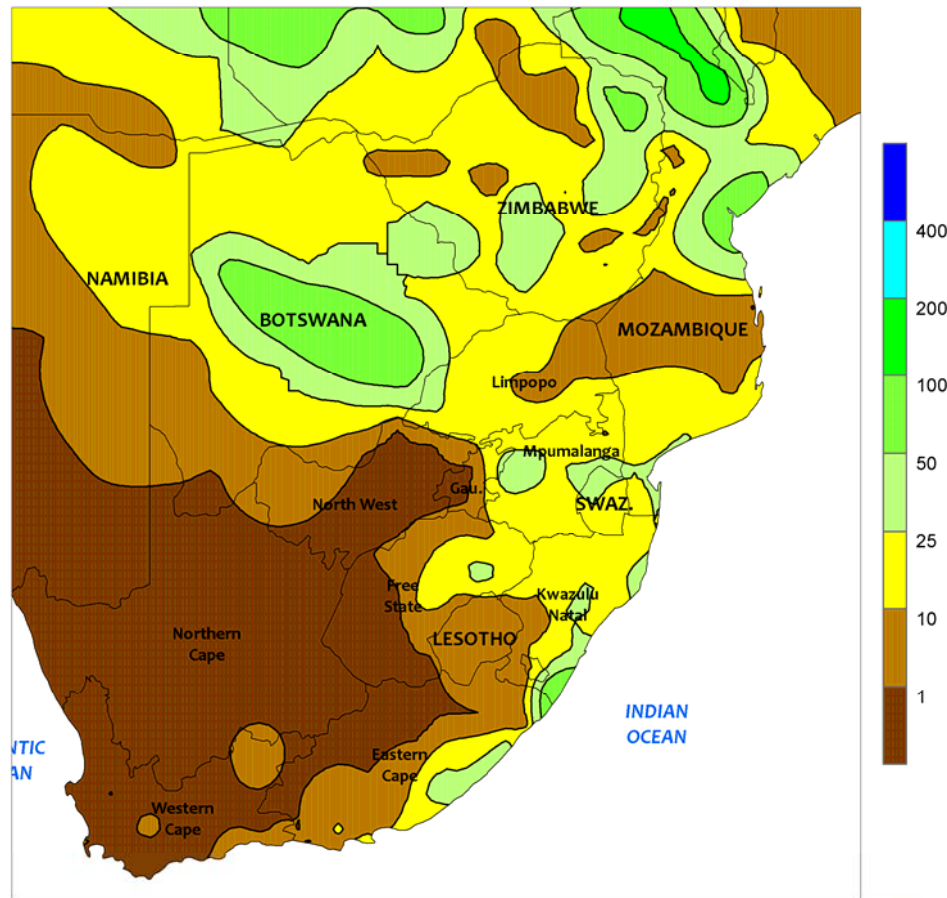 ZIMBABWE
NAMIBIA
BOTSWANA
MOZAMBIQUE
Limpopo
Mpumalanga
Gau.
North West
SWAZ.
Free
State
Kwazulu
Natal
Northern
Cape
LESOTHO
INDIAN
OCEAN
NTIC
AN
Eastern
Cape
Western
Cape
400
200
100
50
25
10
1